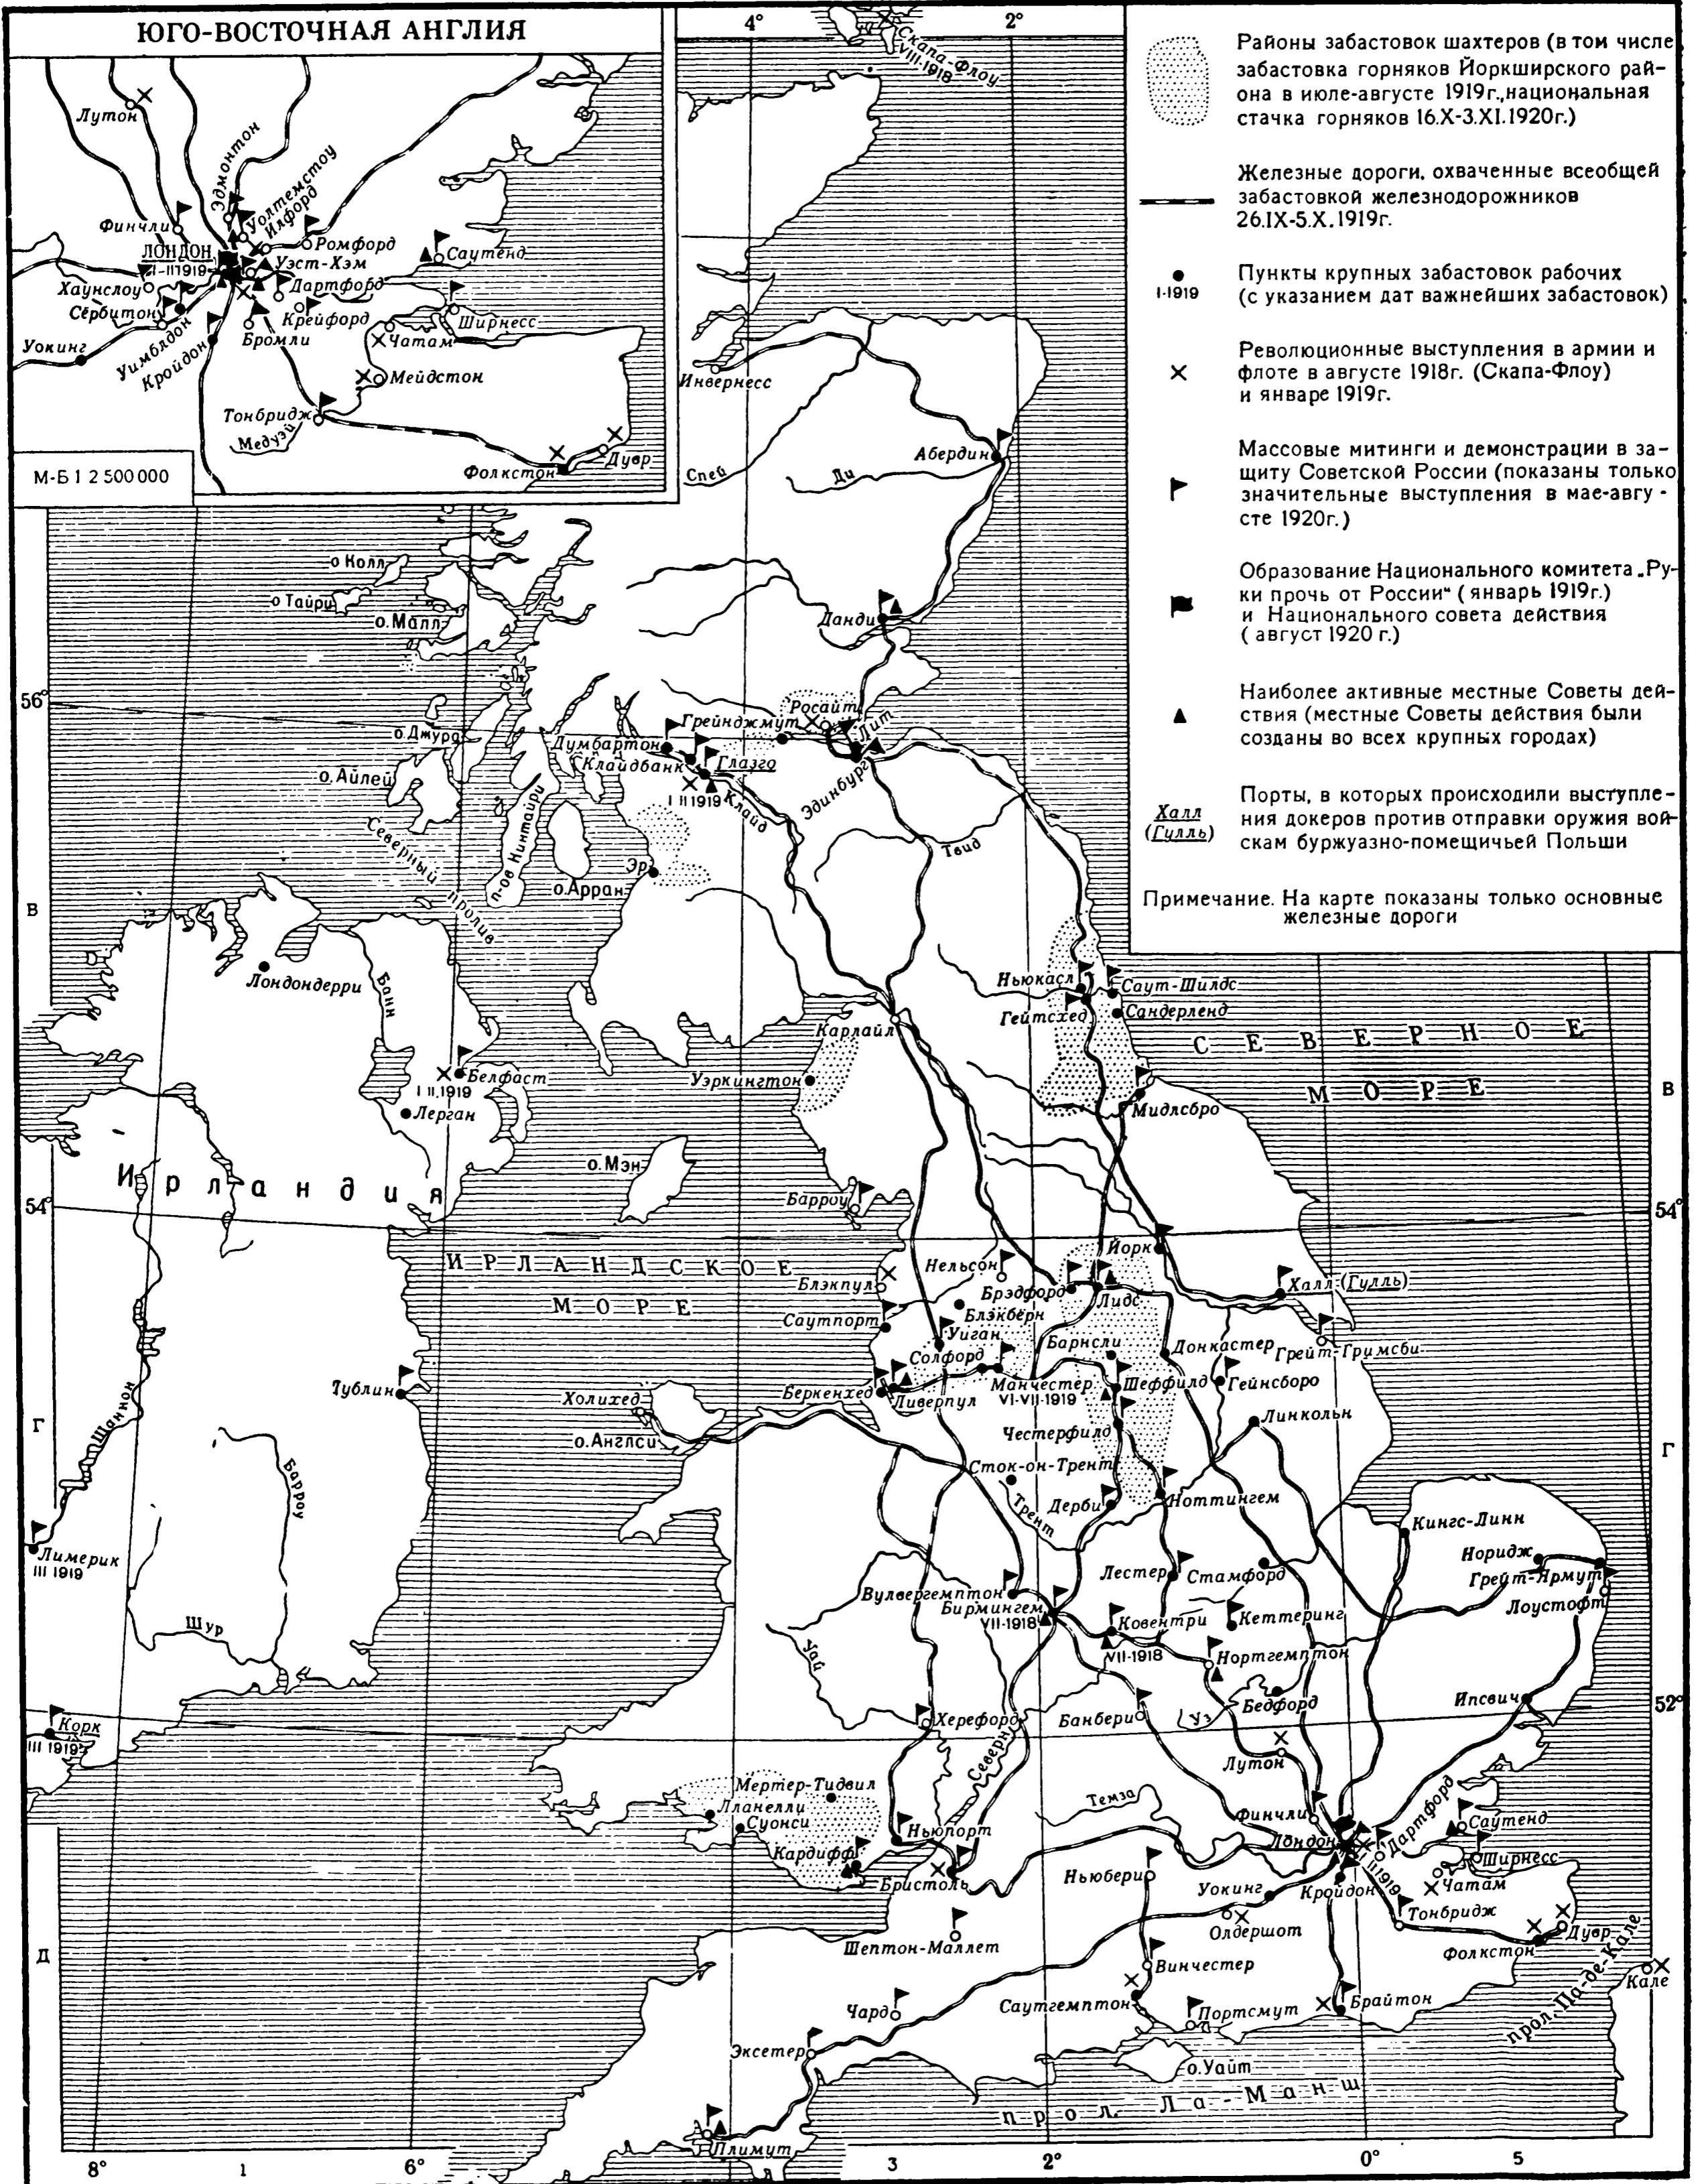 ЮГО-ВОСТОЧНАЯ АНГЛИЯ
Лутон
Эдмонтон
Уолтемстоу
Илфорд
Финчли
Ромфорд
ЛОНДОН
I-II 1919
Уэст-Хэм
Саутенд
Хаунслоу
Дартфорд
Сёрбитон
Крейфорд
Ширнесс
Уокинг
Уимблдон
Кройдон
Бромли
Чатам
Мейдстон
Тонбридж
Медуэй
Фолкстон
Дувр
М-Б 1 2 500 000
4°
2°
Скапа-Флоу
VIII-1918
Районы забастовок шахтеров (в том числе
забастовка горняков Йоркширского рай-
она в июле-августе 1919г.,национальная
стачка горняков 16.X-3.XI.1920г.)
Железные дороги, охваченные всеобщей
забастовкой железнодорожников
26.IX-5.X.1919г.
I-1919
Пункты крупных забастовок рабочих
(с указанием дат важнейших забастовок)
Революционные выступления в армии и
флоте в августе 1918г. (Скапа-Флоу)
и январе 1919г.
Массовые митинги и демонстрации в за-
щиту Советской России (показаны только
значительные выступления в мае-авгу-
сте 1920г.)
Образование Национального комитета „Ру-
ки прочь от России“ (январь 1919г.)
и Национального совета действия
(август 1920 г.)
Наиболее активные местные Советы дей-
ствия (местные Советы действия были
созданы во всех крупных городах)
Халл
(Гулль)
Порты, в которых происходили выступле-
ния докеров против отправки оружия вой-
скам буржуазно-помещичьей Польши
Примечание. На карте показаны только основные
железные дороги
Инвернесс
Абердин
Спей
Ди
о Колл
о Тайри
о.Малл
Данди
56°
Росайт
Грейнджмут
Лит
о.Джура
Думбартон
Клайдбанк
Глазго
о.Айлей
I II 1919
Клайд
Эдинбург
п-ов Кинтайри
Северный пролив
Твид
Эр
о.Арран
В
Лондондерри
Банн
Ньюкасл
Саут-Шилдс
Гейтсхед
Сандерленд
Карлайл
СЕВЕРНОЕ
МОРЕ
В
Белфаст
I II.1919
Лерган
Уэркингтон
Мидлсбро
о.Мэн
Ирландия
Барроу
54°
54°
ИРЛАНДСКОЕ
МОРЕ
Йорк
Нельсон
Блэкпул
Брэдфорд
Лидс
Халл (Гулль)
Блэкбёрн
Саутпорт
Уиган
Барнсли
Донкастер
Грейт-Гримсби
Солфорд
Дублин
Холихед
Беркенхед
Ливерпул
Манчестер
VI-VII-1919
Шеффилд
Гейнсборо
Шаннон
Г
о.Англси
Честерфилд
Линкольн
Г
Барроу
Сток-он-Трент
Трент
Дерби
Ноттингем
Кингс-Линн
Лимерик
III 1919
Норидж
Грейт-Ярмут
Лестер
Стамфорд
Лоустофт
Вулвергемптон
Бирмингем
VII-1918
Ковентри
VII-1918
Кеттеринг
Шур
Уай
Нортгемптон
Бедфорд
Ипсвич
52°
Корк
III 1919
Херефорд
Банбери
Уз
Северн
Лутон
Мертер-Тидвил
Лланелли
Суонси
Темза
Дартфорд
Финчли
Саутенд
Ньюпорт
Лондон
I II 1919
Кардифф
Ширнесс
Бристоль
Ньюбери
Уокинг
Кройдон
Чатам
Тонбридж
Олдершот
Шептон-Маллет
Дувр
Фолкстон
Д
Винчестер
Кале
прол. Па-де-Кале
Чард
Саутгемптон
Портсмут
Брайтон
Эксетер
о.Уайт
прол. Ла-Манш
Плимут
8°
1
6°
3
2°
0°
5